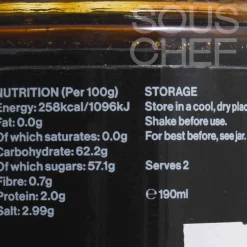 SOUS
CHEF
NUTRITION (Per 100g)
Energy: 258kcal/1096kJ
Fat: 0.0g
Of which saturates: 0.0g
Carbohydrate: 62.2g
Of which sugars: 57.1g
Fibre: 0.7g
Protein: 2.0g
Salt: 2.99g
STORAGE
Store in a cool, dry plac
Shake before use.
For best before, see jar.
Serves 2
℮190ml